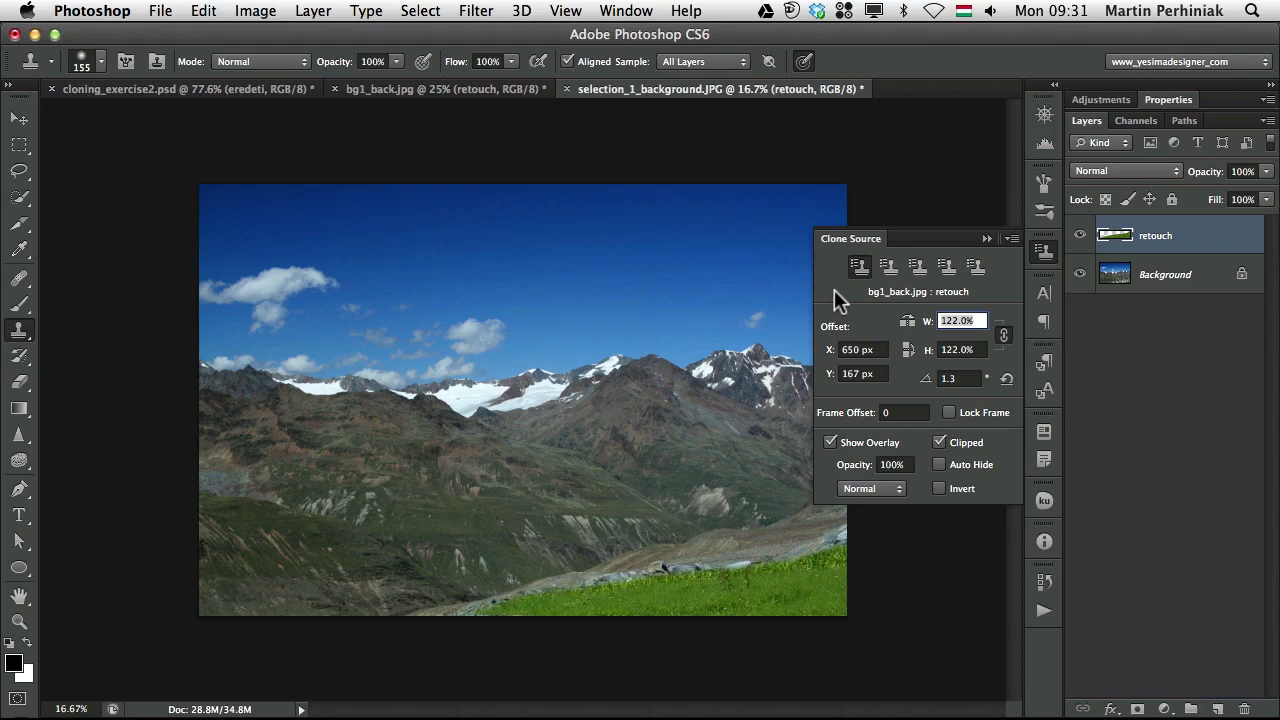 Photoshop File Edit Image Layer Type Select Filter 3D View Window Help Mon 09:31 Martin Perhiniak
Adobe Photoshop CS6
155 Mode: Normal Opacity: 100% Flow: 100% Aligned Sample: All Layers www_yesimadesigner_com
cloning_exercise2.psd @ 77.6% (eredeti, RGB/8) * bg1_back.jpg @ 25% (retouch, RGB/8) * selection_1_background.JPG @ 16.7% (retouch, RGB/8) *
Adjustments Properties
Layers Channels Paths
Kind
Normal Opacity: 100%
Lock: Fill: 100%
retouch
Background
Clone Source
bg1_back.jpg : retouch
Offset: W: 122.0%
X: 650 px H: 122.0%
Y: 167 px 1.3 °
Frame Offset: 0 Lock Frame
Show Overlay Clipped
Opacity: 100% Auto Hide
Normal Invert
ku
16.67% Doc: 28.8M/34.8M